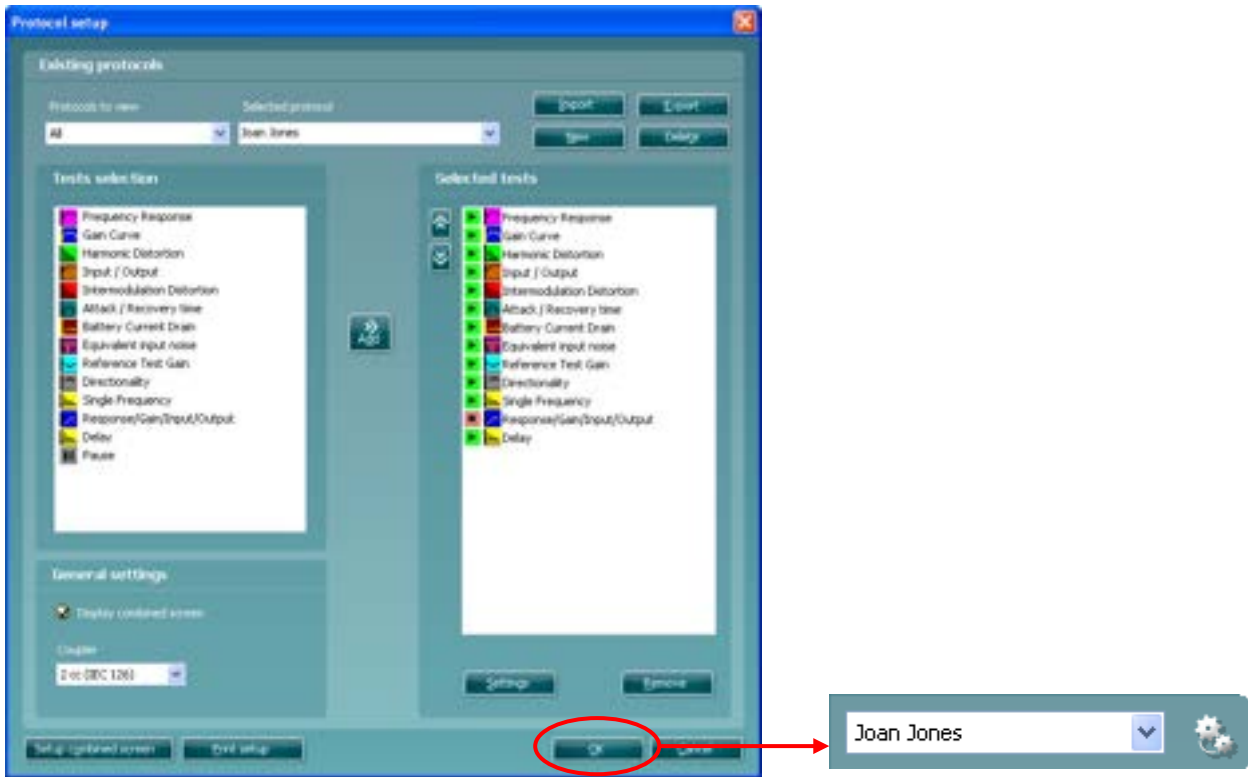 Protocol setup
Existing protocols
Protocols to view
Selected protocol
Import
Export
All
Joan Jones
New
Delete
Tests selection
Frequency Response
Gain Curve
Harmonic Distortion
Input / Output
Intermodulation Distortion
Attack / Recovery time
Battery Current Drain
Equivalent input noise
Reference Test Gain
Directionality
Single Frequency
Response/Gain/Input/Output
Delay
Pause
Add
Selected tests
Frequency Response
Gain Curve
Harmonic Distortion
Input / Output
Intermodulation Distortion
Attack / Recovery time
Battery Current Drain
Equivalent input noise
Reference Test Gain
Directionality
Single Frequency
Response/Gain/Input/Output
Delay
General settings
Display combined screen
Coupler
2 cc (IEC 126)
Settings
Remove
Setup combined screen
Print setup
OK
Cancel
Joan Jones